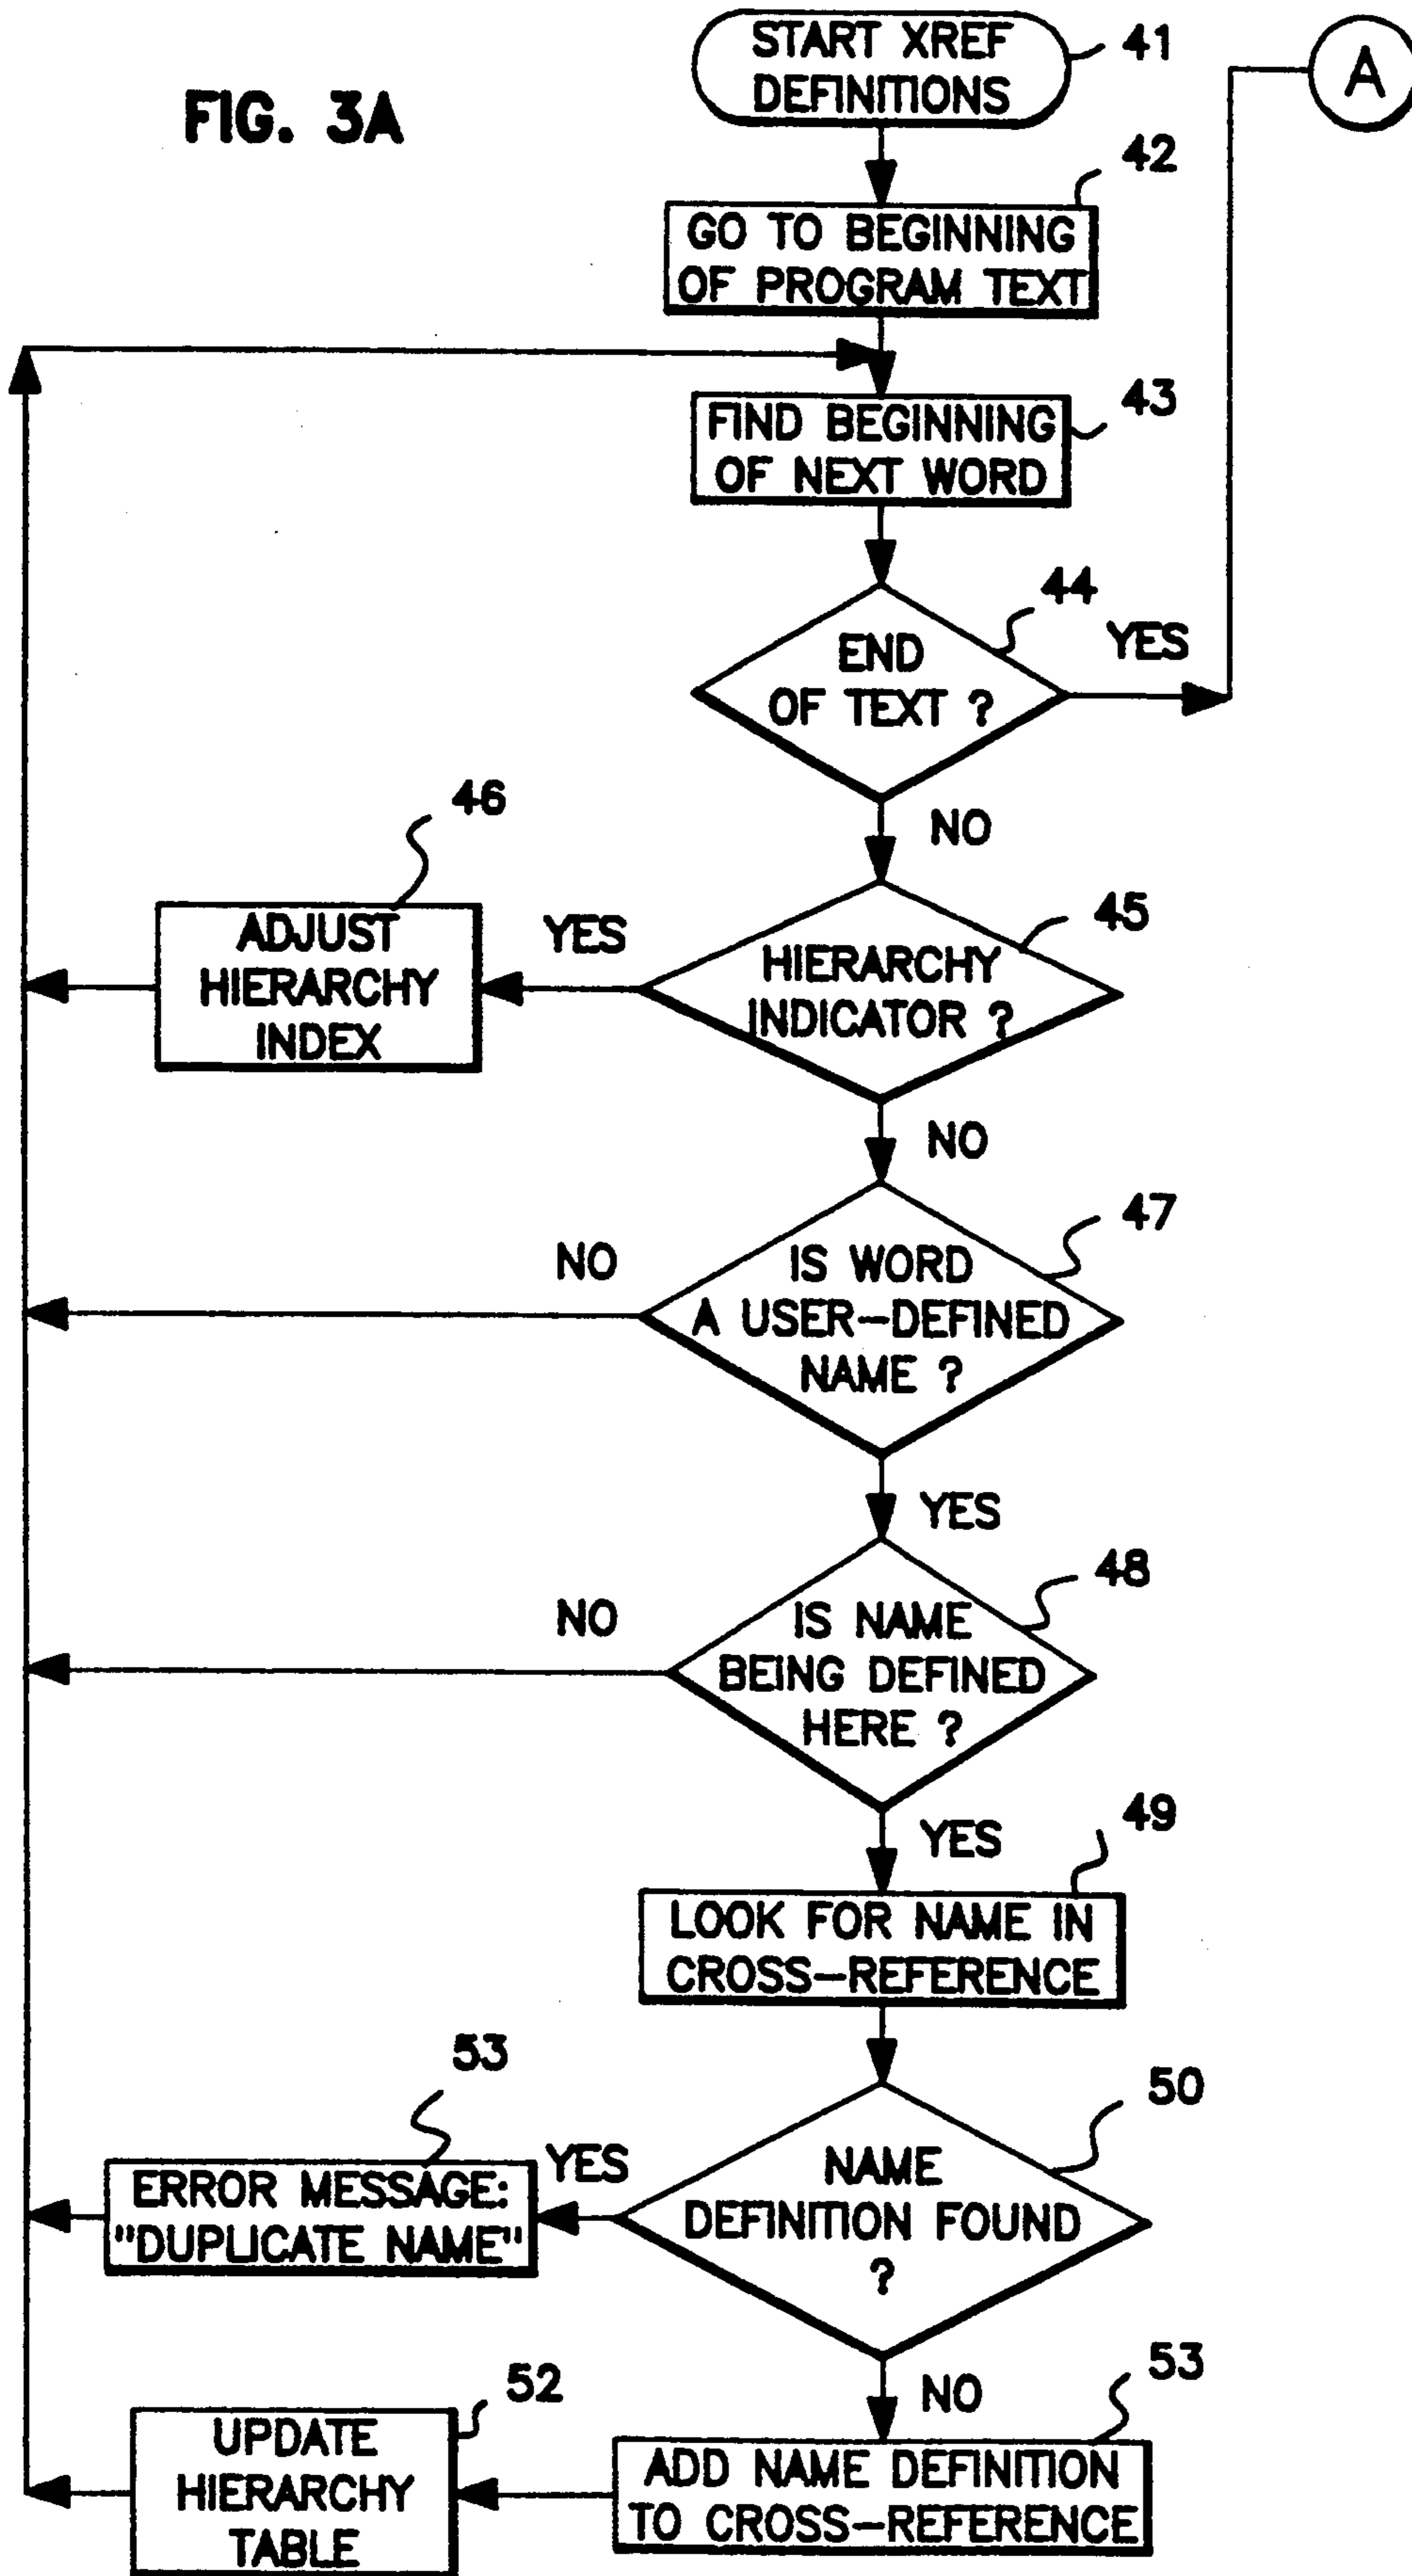 FIG. 3A
START XREF
DEFINITIONS
41
A
42
GO TO BEGINNING
OF PROGRAM TEXT
43
FIND BEGINNING
OF NEXT WORD
44
END
OF TEXT ?
YES
NO
46
ADJUST
HIERARCHY
INDEX
YES
45
HIERARCHY
INDICATOR ?
NO
47
NO
IS WORD
A USER-DEFINED
NAME ?
YES
48
NO
IS NAME
BEING DEFINED
HERE ?
YES
49
LOOK FOR NAME IN
CROSS-REFERENCE
53
ERROR MESSAGE:
"DUPLICATE NAME"
YES
50
NAME
DEFINITION FOUND
?
NO
53
ADD NAME DEFINITION
TO CROSS-REFERENCE
52
UPDATE
HIERARCHY
TABLE